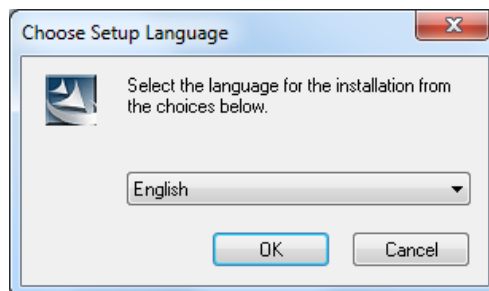 Choose Setup Language
Select the language for the installation from
the choices below.
English
OK
Cancel